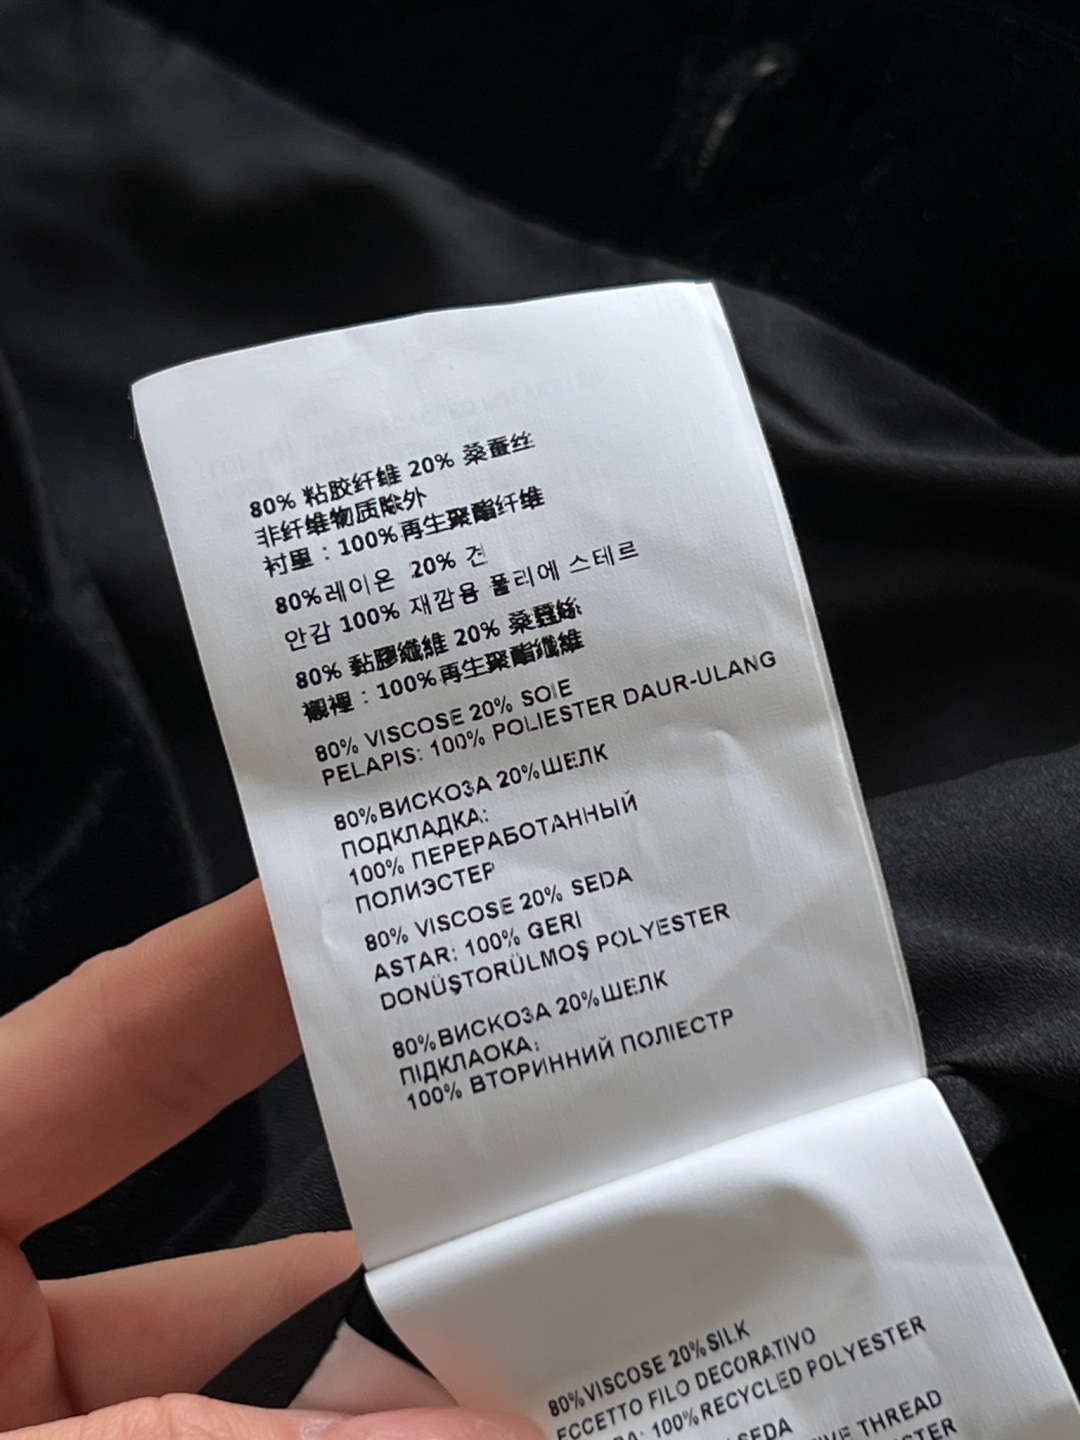 80% 粘胶纤维 20% 桑蚕丝
非纤维物质除外
衬里：100%再生聚酯纤维
80%레이온 20% 견
안감 100% 재깜용 폴리에 스테르
80% 黏膠纖維 20% 桑蠶絲
襯裡：100%再生聚酯纖維
80% VISCOSE 20% SOIE
PELAPIS: 100% POLIESTER DAUR-ULANG
80%ВИСКОЗА 20%ШЕЛК
ПОДКЛАДКА:
100% ПЕРЕРАБОТАННЫЙ
ПОЛИЭСТЕР
80% VISCOSE 20% SEDA
ASTAR: 100% GERI
DONÜŞTORÜLMOŞ POLYESTER
80%ВИСКОЗА 20%ШЕЛК
ПІДКЛАОКА:
100% ВТОРИННИЙ ПОЛІЕСТР
80%VISCOSE 20%SILK
ECCETTO FILO DECORATIVO
100%RECYCLED POLYESTER
SEDA
THREAD